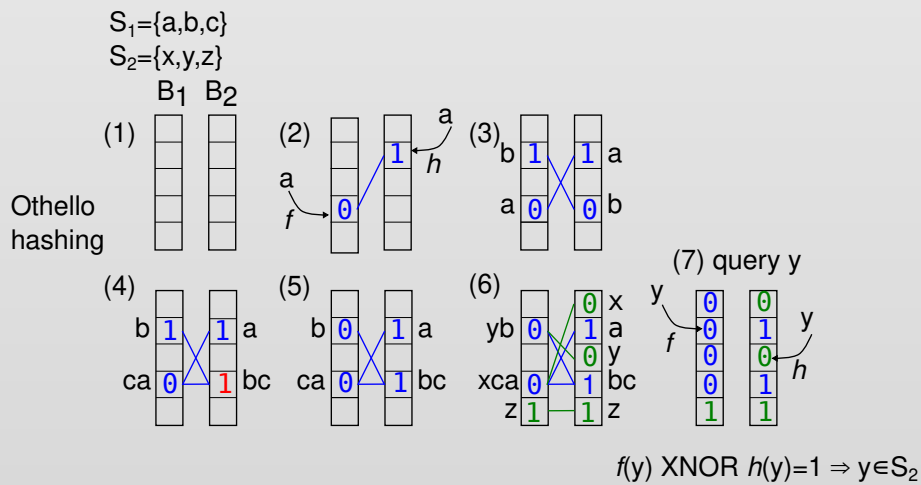 S₁={a,b,c}
S₂={x,y,z}
B₁ B₂
Othello
hashing
(1)
(2)
a
1
h
a
0
f
(3)
b 1 1 a
a 0 0 b
(4)
b 1 1 a
ca 0 1 bc
(5)
b 0 1 a
ca 0 1 bc
(6)
0 x
yb 0 1 a
0 y
xca 0 1 bc
z 1 1 z
(7) query y
y
f
y
h
0 0
0 1
0 0
0 1
1 1
f(y) XNOR h(y)=1 ⇒ y∈S₂